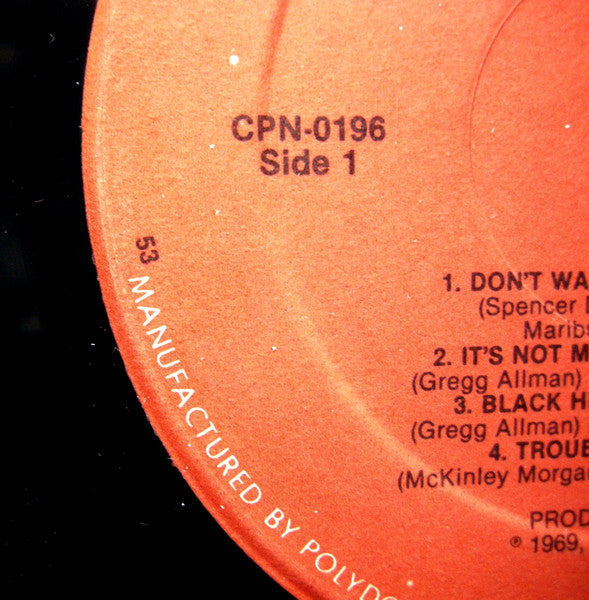 CPN-0196
Side 1
1. DON'T WA
(Spencer
Marib
2. IT'S NOT M
(Gregg Allman)
3. BLACK H
(Gregg Allman)
4. TROUB
(McKinley Morga
PROD
℗ 1969,
53
MANUFACTURED BY POLYDO